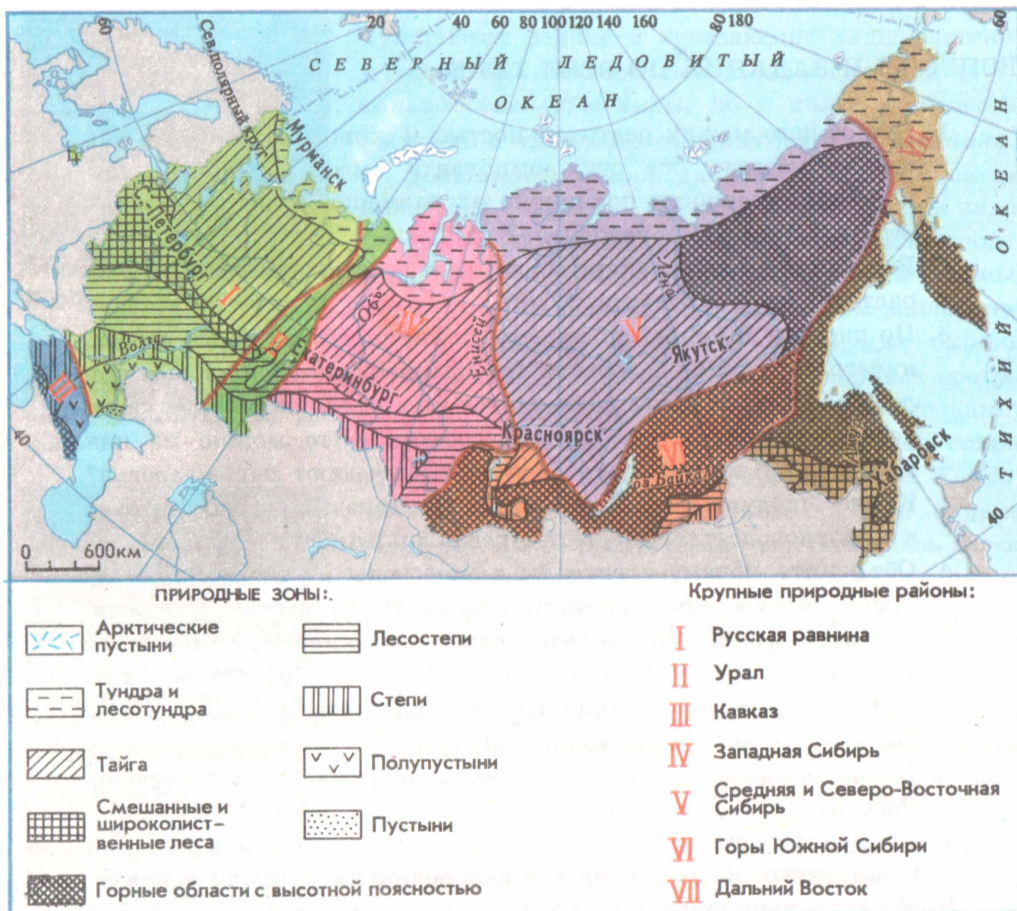 60 20 40 60 80 100 120 140 160 80 180 60
СЕВЕРНЫЙ ЛЕДОВИТЫЙ
ОКЕАН
Сев.полярный круг
Мурманск
С.-Петербург
I
II
III
IV
V
VI
VII
Волга
Обь
Енисей
Лена
Екатеринбург
Якутск
Красноярск
оз. Байкал
Хабаровск
ТИХИЙ ОКЕАН
40
40
0 600км
ПРИРОДНЫЕ ЗОНЫ:.
Арктические
пустыни
Тундра и
лесотундра
Тайга
Смешанные и
широколист-
венные леса
Горные области с высотной поясностью
Лесостепи
Степи
Полупустыни
Пустыни
Крупные природные районы:
I Русская равнина
II Урал
III Кавказ
IV Западная Сибирь
V Средняя и Северо-Восточная
Сибирь
VI Горы Южной Сибири
VII Дальний Восток